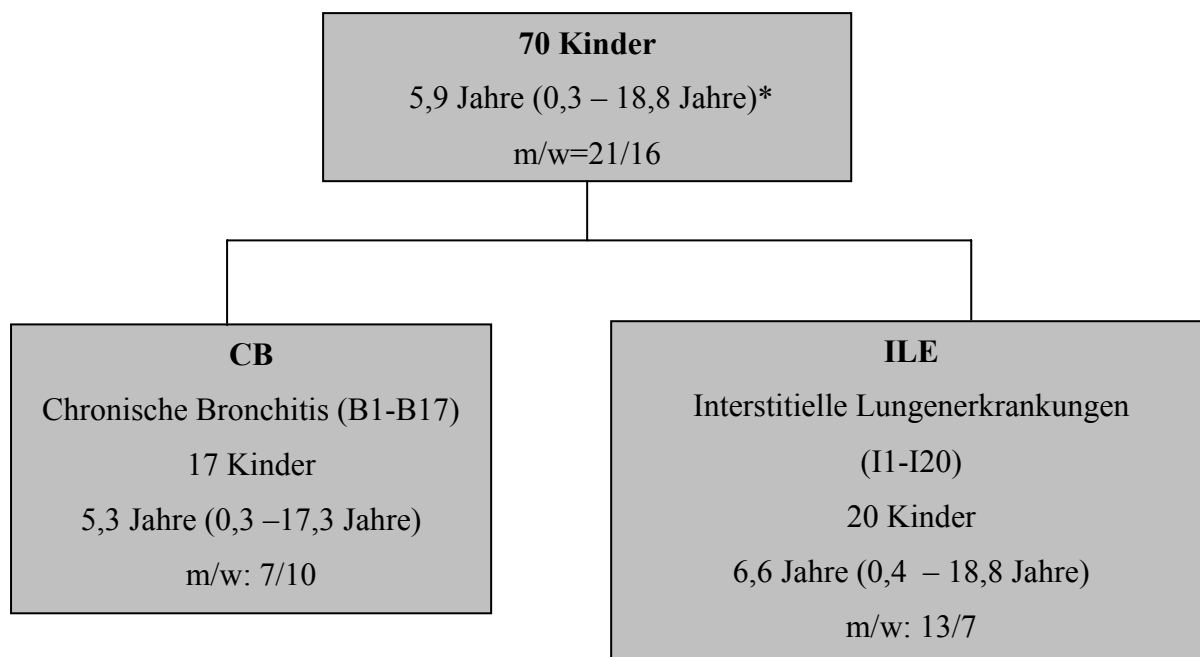 70 Kinder
5,9 Jahre (0,3 – 18,8 Jahre)*
m/w=21/16
CB
Chronische Bronchitis (B1-B17)
17 Kinder
5,3 Jahre (0,3 –17,3 Jahre)
m/w: 7/10
ILE
Interstitielle Lungenerkrankungen
(I1-I20)
20 Kinder
6,6 Jahre (0,4 – 18,8 Jahre)
m/w: 13/7